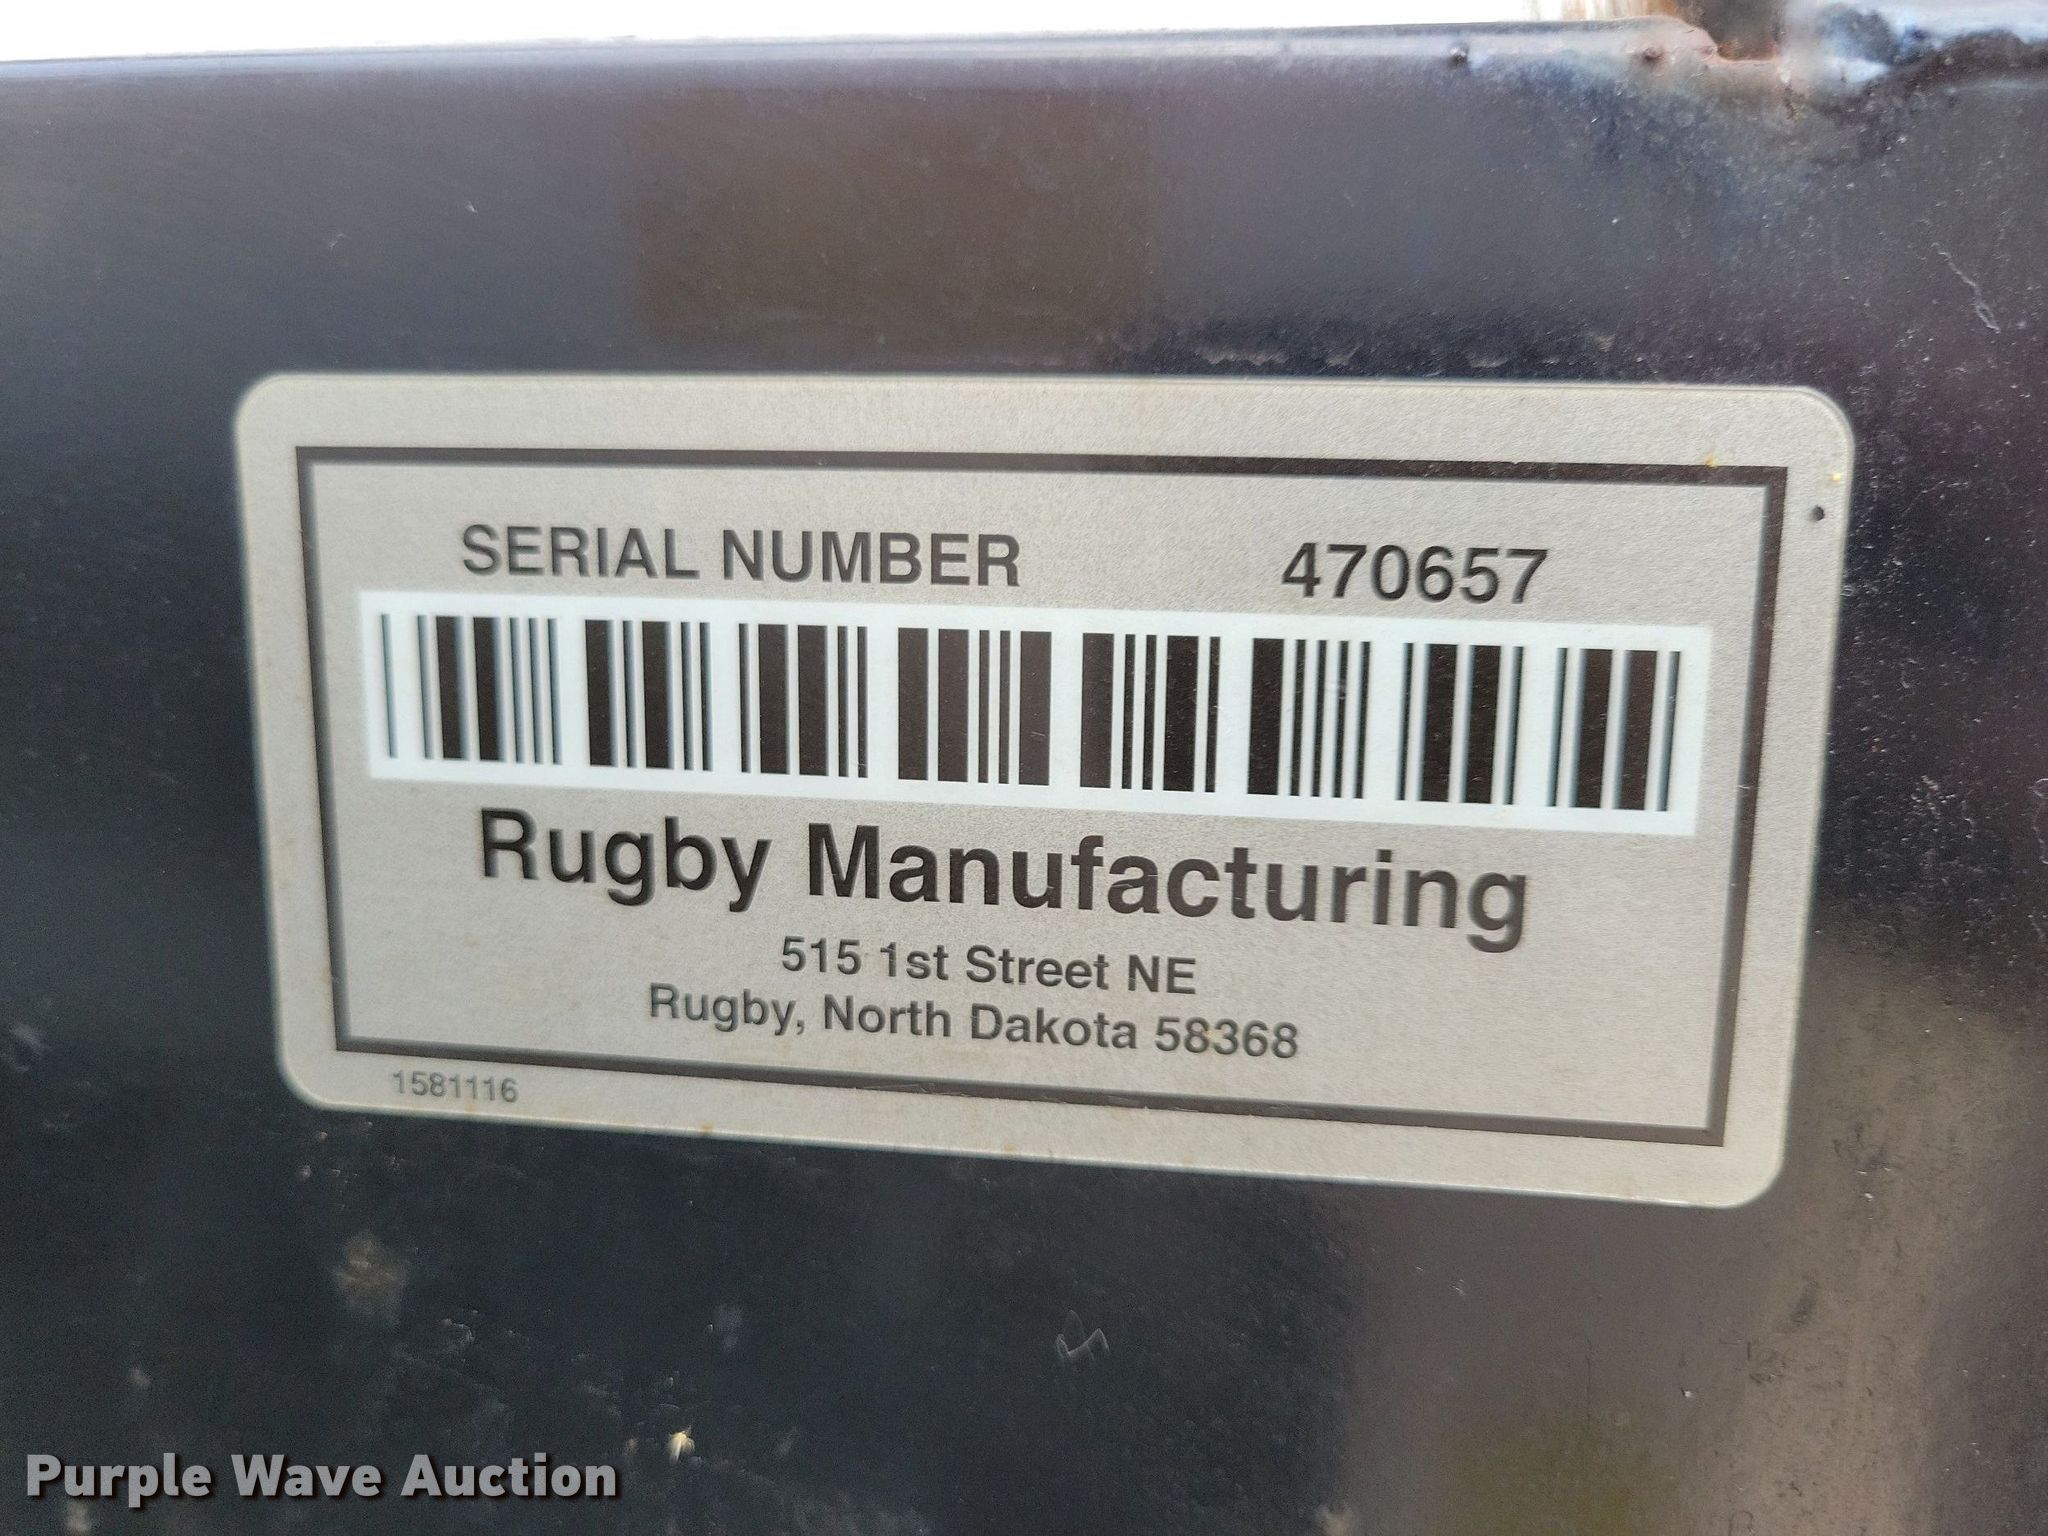 SERIAL NUMBER 470657
Rugby Manufacturing
515 1st Street NE
Rugby, North Dakota 58368
1581116
Purple Wave Auction